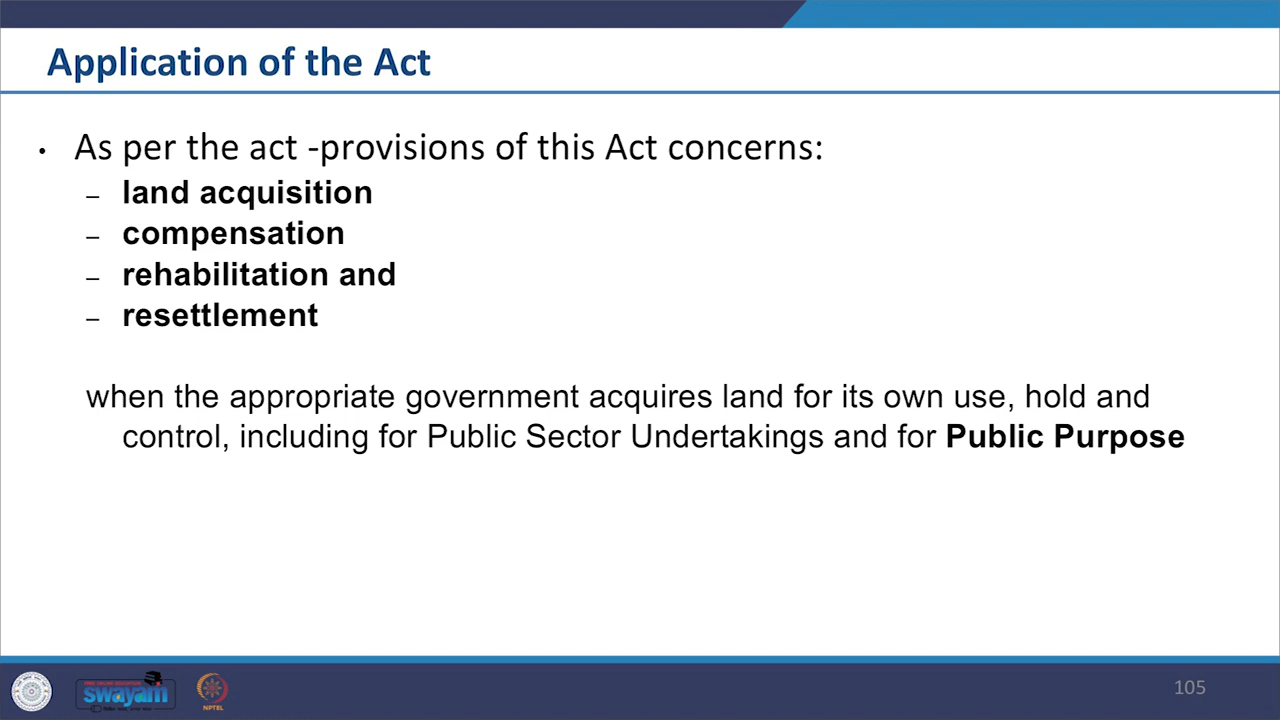 Application of the Act
• As per the act -provisions of this Act concerns:
– land acquisition
– compensation
– rehabilitation and
– resettlement
when the appropriate government acquires land for its own use, hold and
control, including for Public Sector Undertakings and for Public Purpose
swayam
NPTEL
105